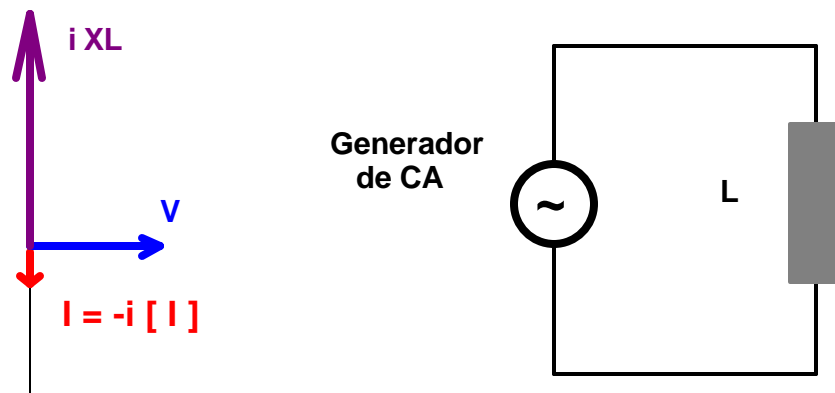 i XL
Generador
de CA
V
L
~
I = -i [ I ]